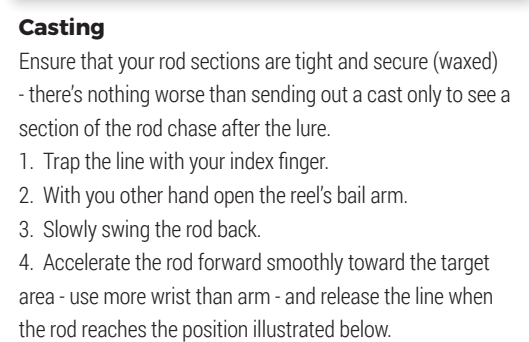 Casting
Ensure that your rod sections are tight and secure (waxed)
- there's nothing worse than sending out a cast only to see a
section of the rod chase after the lure.
1. Trap the line with your index finger.
2. With you other hand open the reel's bail arm.
3. Slowly swing the rod back.
4. Accelerate the rod forward smoothly toward the target
area - use more wrist than arm - and release the line when
the rod reaches the position illustrated below.